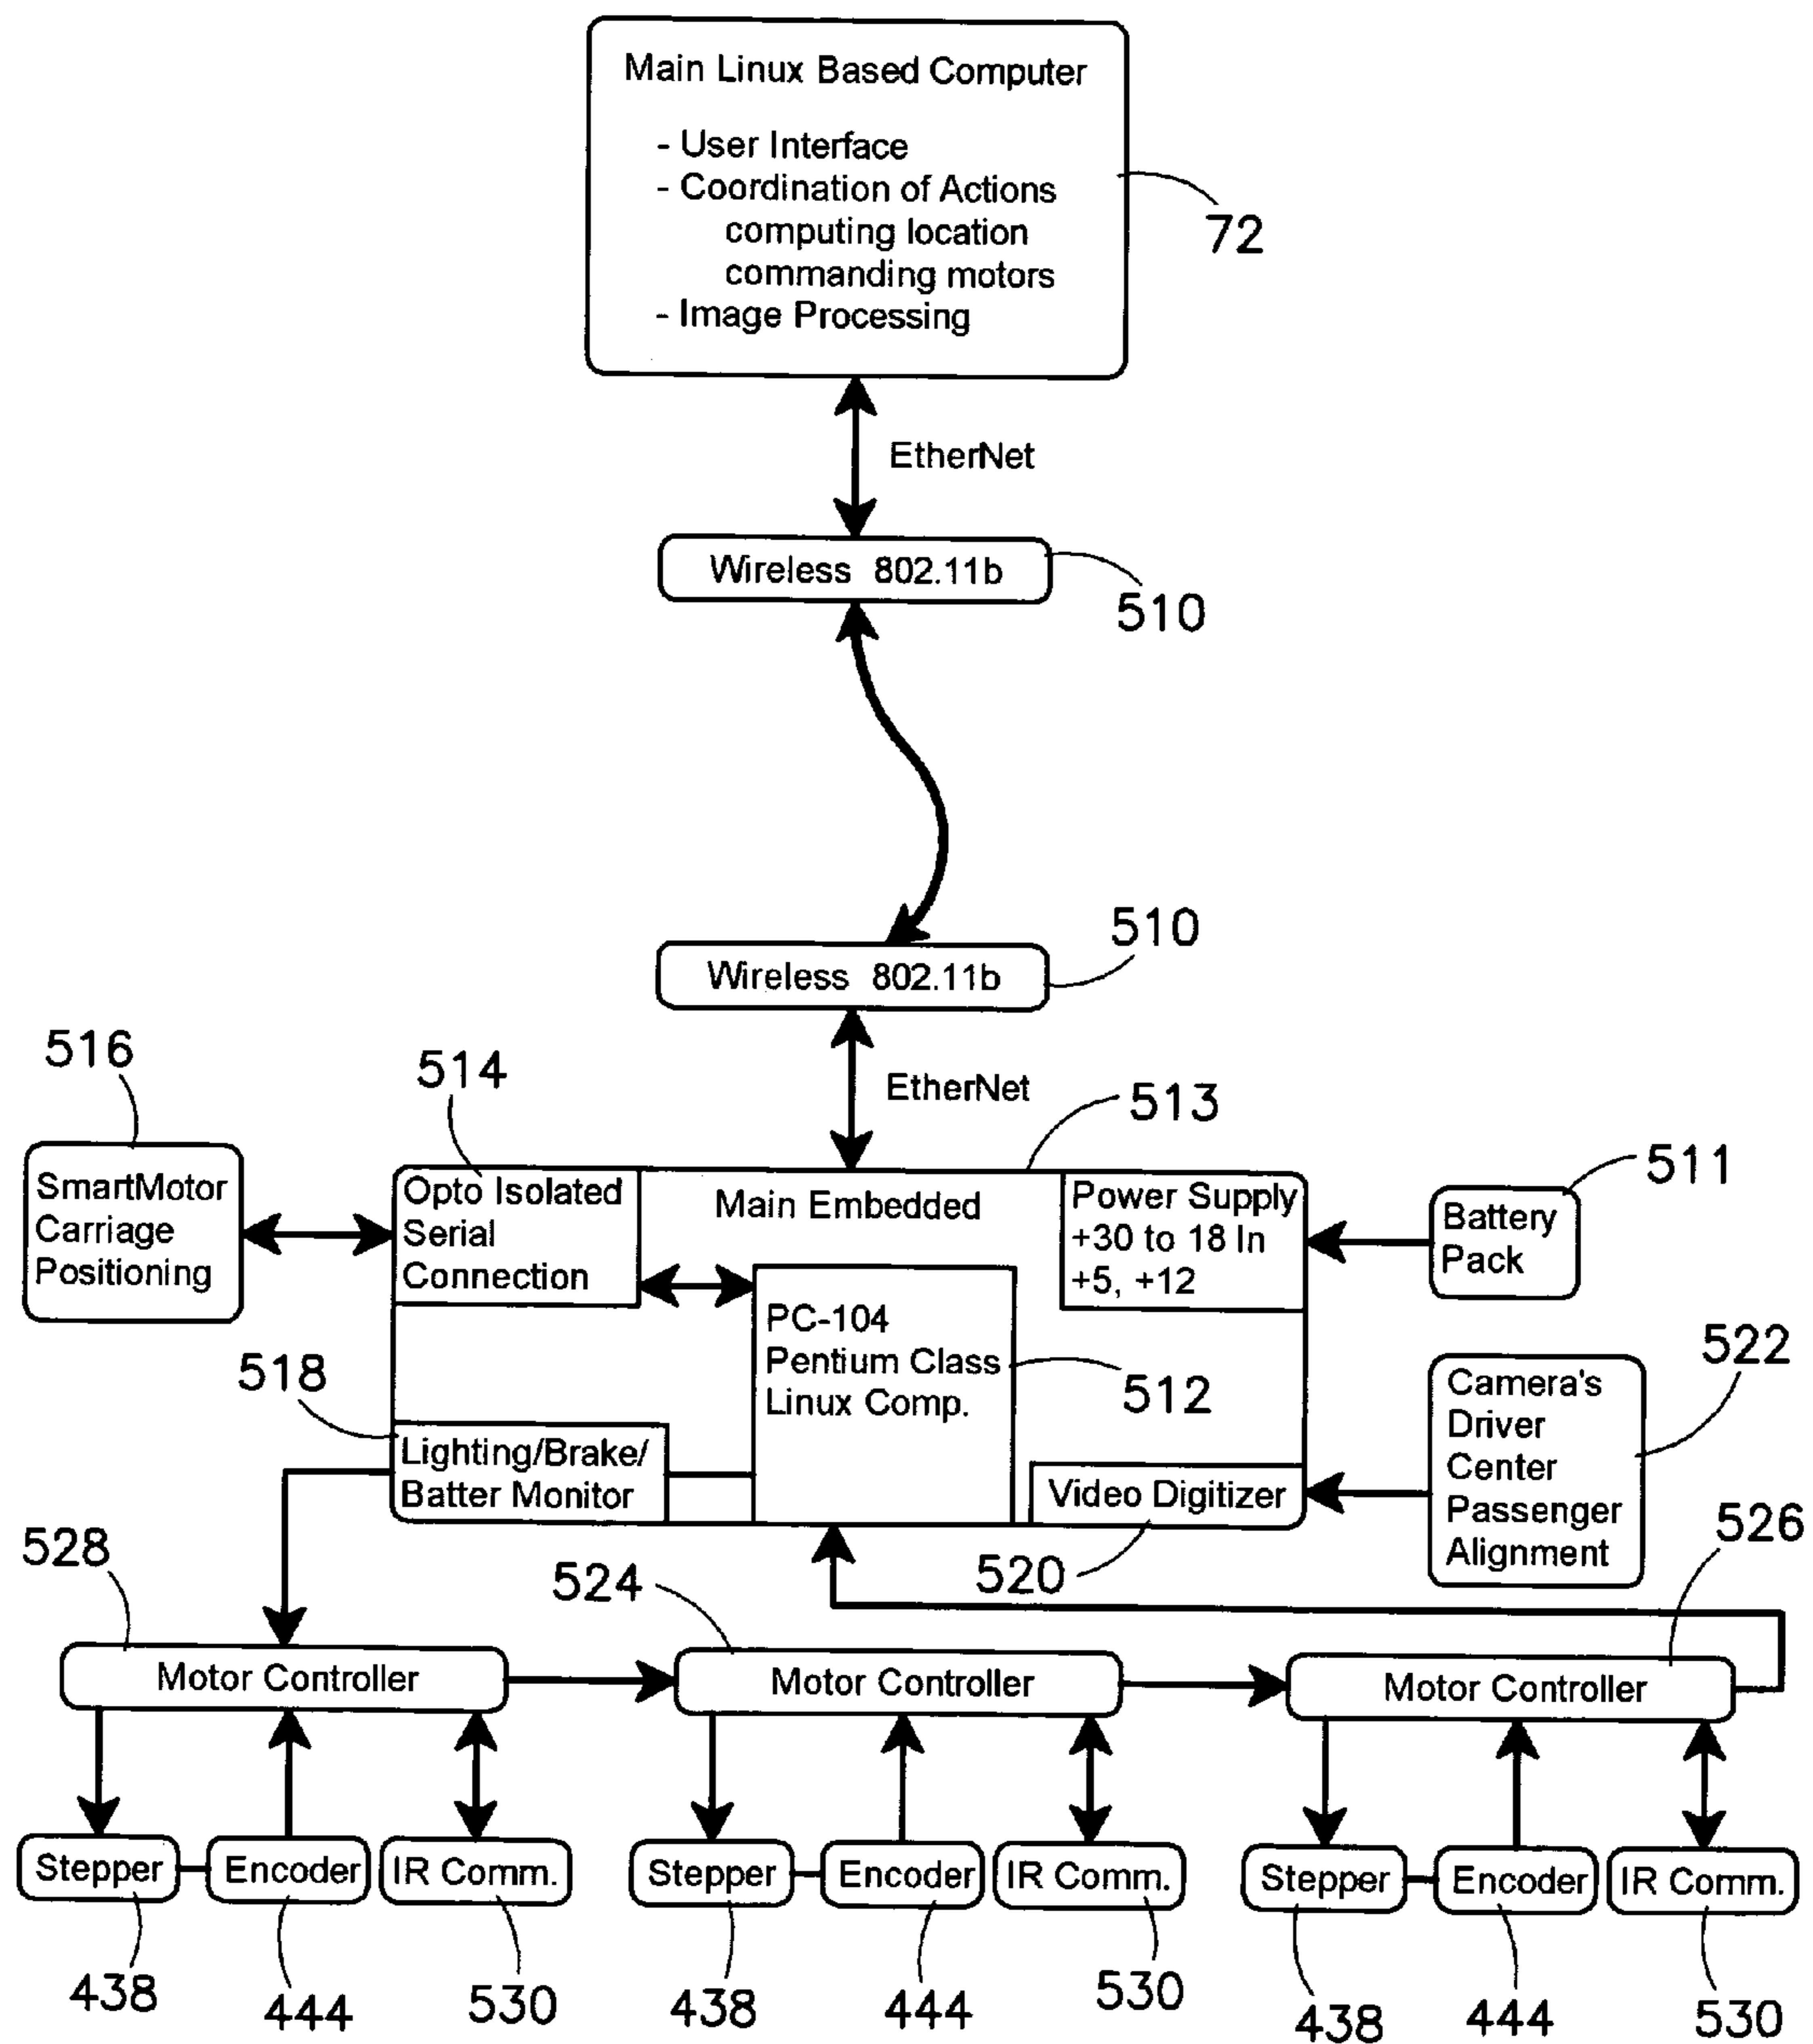 Main Linux Based Computer
- User Interface
- Coordination of Actions
computing location
commanding motors
- Image Processing
72
EtherNet
Wireless 802.11b
510
510
Wireless 802.11b
EtherNet
516
514
513
511
SmartMotor
Carriage
Positioning
Opto Isolated
Serial
Connection
Main Embedded
Power Supply
+30 to 18 In
+5, +12
Battery
Pack
PC-104
Pentium Class
Linux Comp.
512
518
Lighting/Brake/
Batter Monitor
Video Digitizer
520
522
Camera's
Driver
Center
Passenger
Alignment
528
524
526
Motor Controller
Motor Controller
Motor Controller
Stepper
Encoder
IR Comm.
Stepper
Encoder
IR Comm.
Stepper
Encoder
IR Comm.
438
444
530
438
444
530
438
444
530